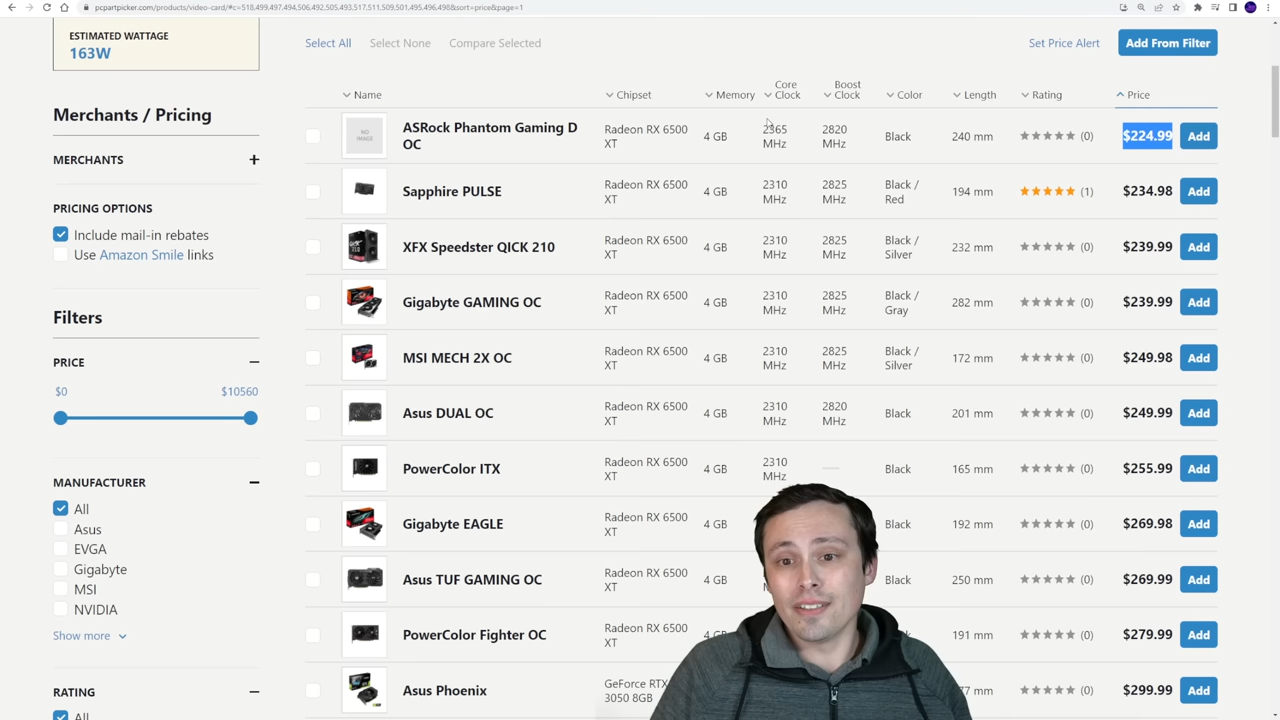 pcpartpicker.com/products/video-card/#c=518,499,497,494,506,492,505,493,517,511,509,501,495,496,498&sort=price&page=1
ESTIMATED WATTAGE
163W
Select All Select None Compare Selected Set Price Alert Add From Filter
Merchants / Pricing
MERCHANTS +
PRICING OPTIONS
Include mail-in rebates
Use Amazon Smile links
Filters
PRICE
$0 $10560
MANUFACTURER
All
Asus
EVGA
Gigabyte
MSI
NVIDIA
Show more
RATING
All
Name Chipset Memory Core Clock Boost Clock Color Length Rating Price
NO IMAGE
ASRock Phantom Gaming D Radeon RX 6500 4 GB 2365 2820 Black 240 mm (0) $224.99 Add
OC XT MHz MHz
Sapphire PULSE Radeon RX 6500 4 GB 2310 2825 Black / 194 mm (1) $234.98 Add
XT MHz MHz Red
XFX Speedster QICK 210 Radeon RX 6500 4 GB 2310 2825 Black / 232 mm (0) $239.99 Add
XT MHz MHz Silver
Gigabyte GAMING OC Radeon RX 6500 4 GB 2310 2825 Black / 282 mm (0) $239.99 Add
XT MHz MHz Gray
MSI MECH 2X OC Radeon RX 6500 4 GB 2310 2825 Black / 172 mm (0) $249.98 Add
XT MHz MHz Silver
Asus DUAL OC Radeon RX 6500 4 GB 2310 2820 Black 201 mm (0) $249.99 Add
XT MHz MHz
PowerColor ITX Radeon RX 6500 4 GB 2310 Black 165 mm (0) $255.99 Add
XT MHz
Gigabyte EAGLE Radeon RX 6500 4 GB Black 192 mm (0) $269.98 Add
XT
Asus TUF GAMING OC Radeon RX 6500 4 GB Black 250 mm (0) $269.99 Add
XT
PowerColor Fighter OC Radeon RX 6500 4 GB 191 mm (0) $279.99 Add
XT
Asus Phoenix GeForce RTX mm (0) $299.99 Add
3050 8GB